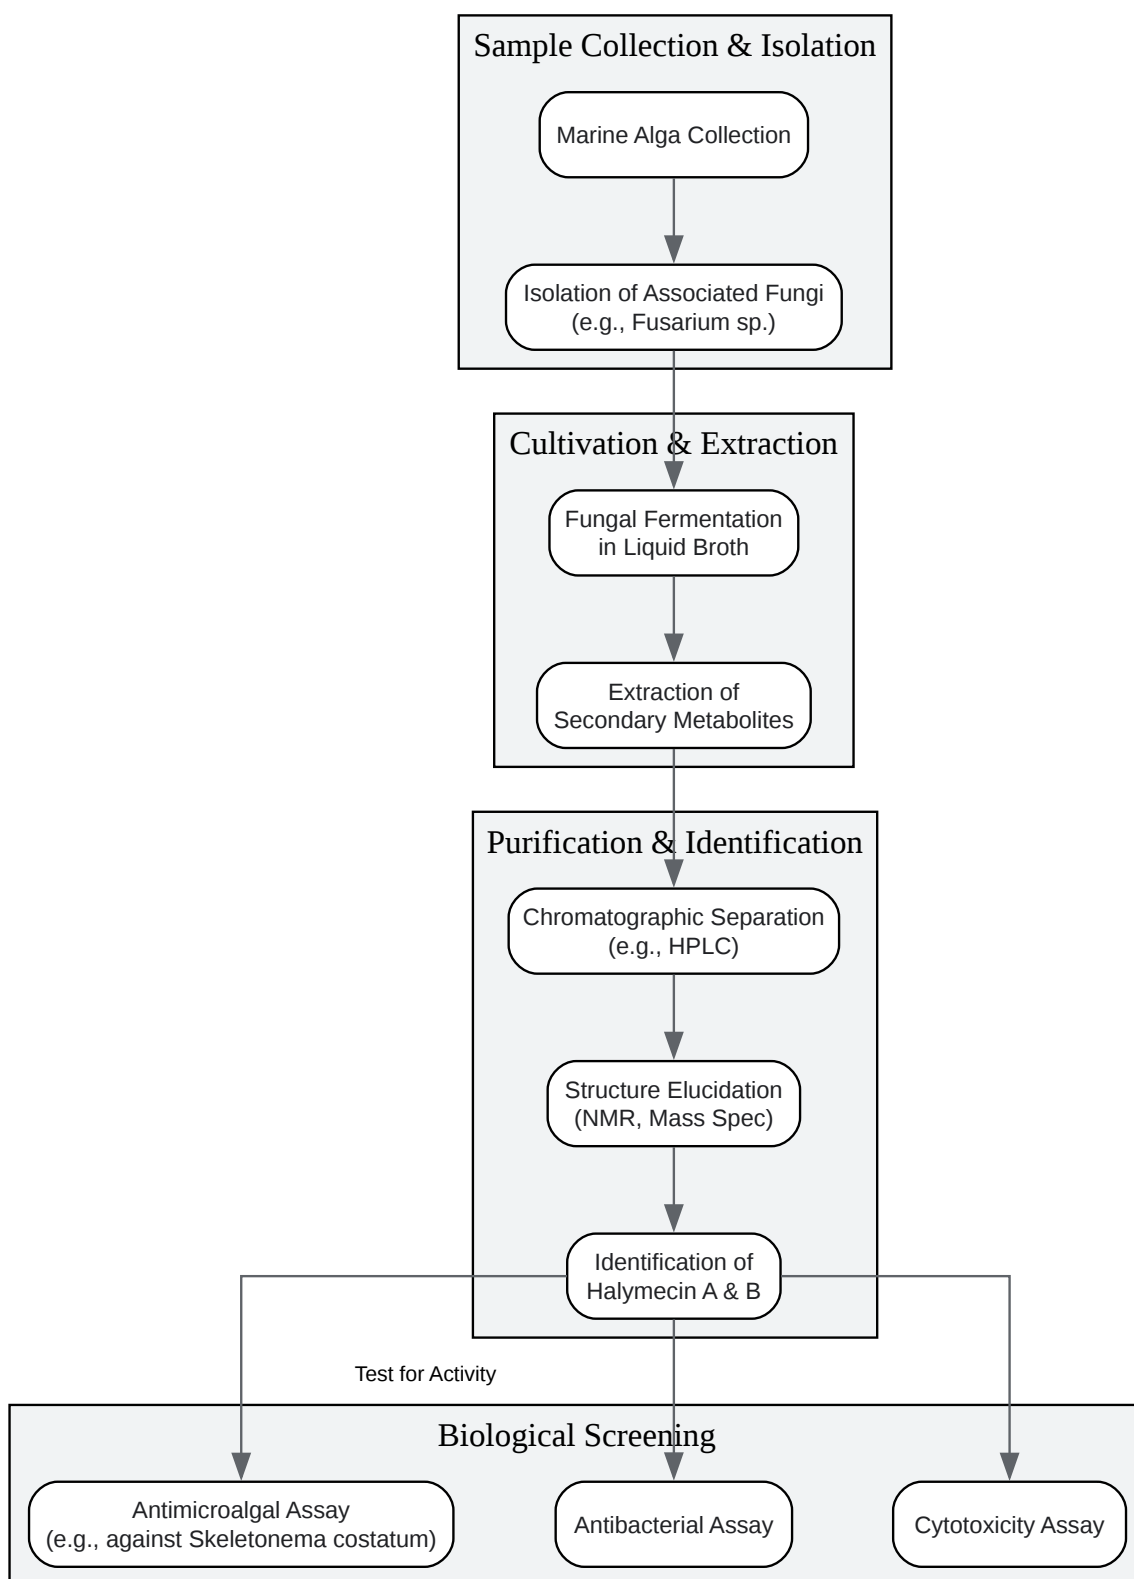 Sample Collection & Isolation
Marine Alga Collection
Isolation of Associated Fungi
(e.g., Fusarium sp.)
Cultivation & Extraction
Fungal Fermentation
in Liquid Broth
Extraction of
Secondary Metabolites
Purification & Identification
Chromatographic Separation
(e.g., HPLC)
Structure Elucidation
(NMR, Mass Spec)
Identification of
Halymecin A & B
Test for Activity
Biological Screening
Antimicroalgal Assay
(e.g., against Skeletonema costatum)
Antibacterial Assay
Cytotoxicity Assay